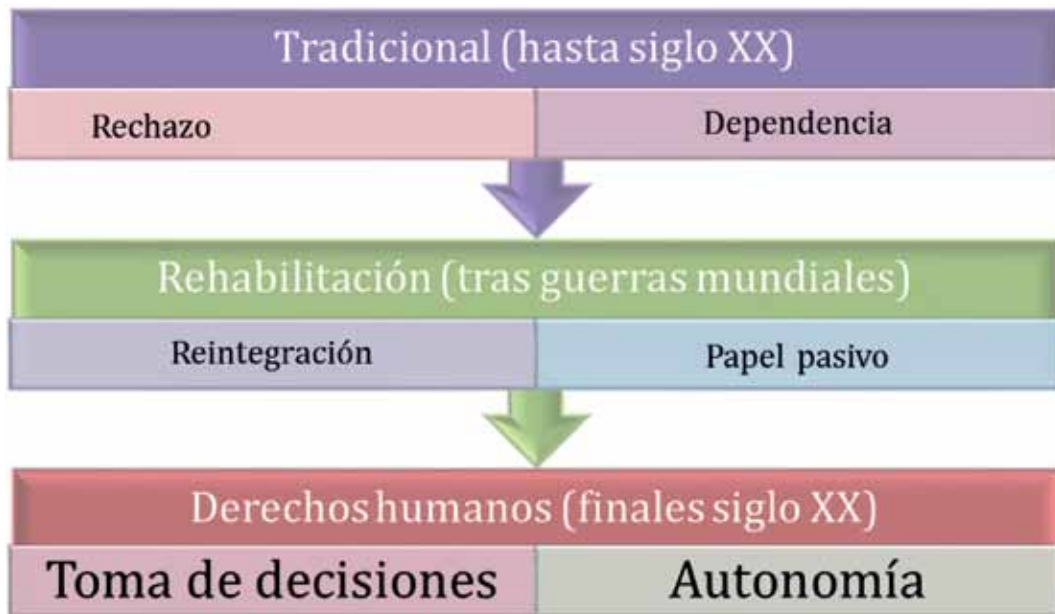 Tradicional (hasta siglo XX)
Rechazo
Dependencia
Rehabilitación (tras guerras mundiales)
Reintegración
Papel pasivo
Derechos humanos (finales siglo XX)
Toma de decisiones
Autonomía